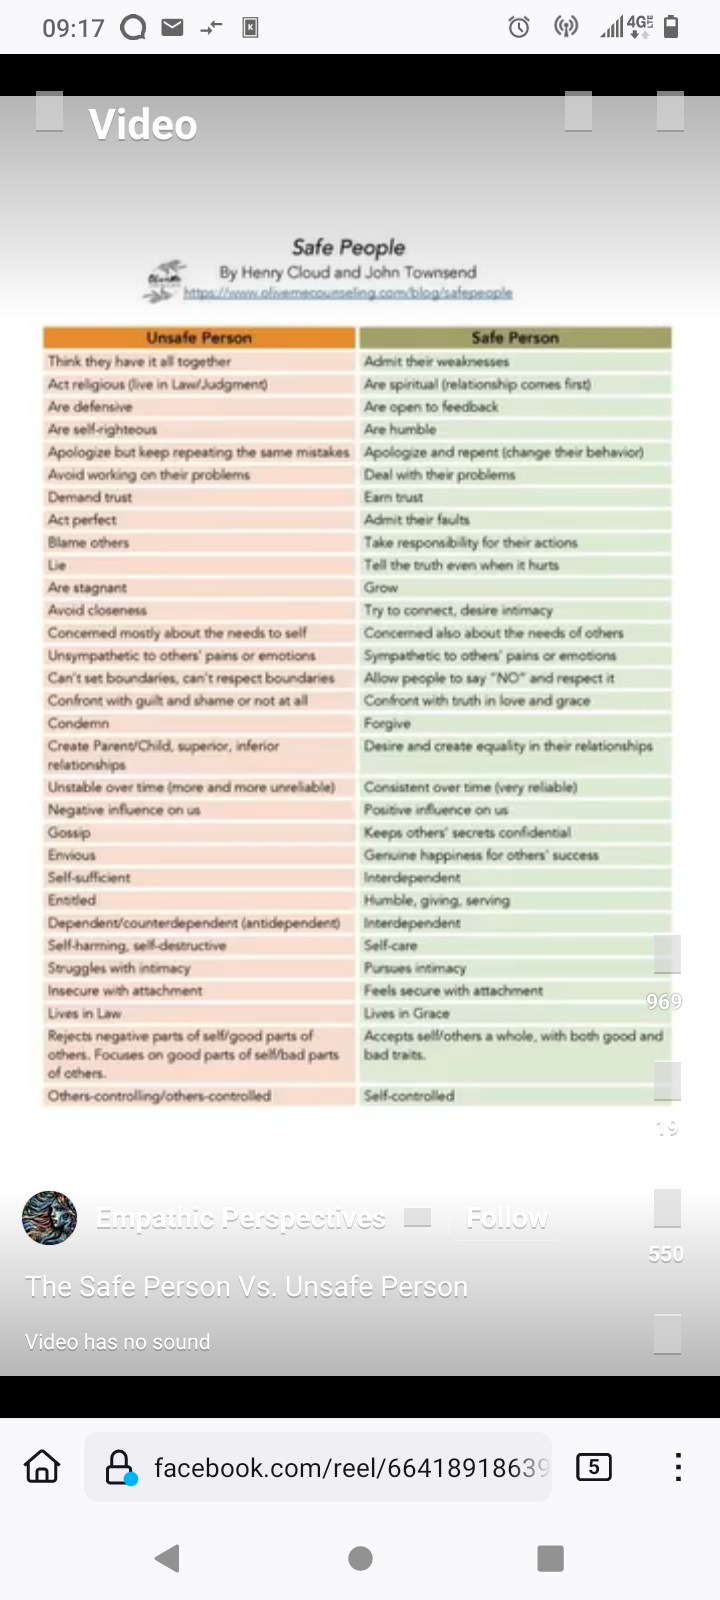 09:17
4G
Video
Safe People
By Henry Cloud and John Townsend
https://www.olivemecounseling.com/blog/safepeople
Unsafe Person Safe Person
Think they have it all together Admit their weaknesses
Act religious (live in Law/Judgment) Are spiritual (relationship comes first)
Are defensive Are open to feedback
Are self-righteous Are humble
Apologize but keep repeating the same mistakes Apologize and repent (change their behavior)
Avoid working on their problems Deal with their problems
Demand trust Earn trust
Act perfect Admit their faults
Blame others Take responsibility for their actions
Lie Tell the truth even when it hurts
Are stagnant Grow
Avoid closeness Try to connect, desire intimacy
Concerned mostly about the needs to self Concerned also about the needs of others
Unsympathetic to others' pains or emotions Sympathetic to others' pains or emotions
Can't set boundaries, can't respect boundaries Allow people to say "NO" and respect it
Confront with guilt and shame or not at all Confront with truth in love and grace
Condemn Forgive
Create Parent/Child, superior, inferior Desire and create equality in their relationships
relationships
Unstable over time (more and more unreliable) Consistent over time (very reliable)
Negative influence on us Positive influence on us
Gossip Keeps others' secrets confidential
Envious Genuine happiness for others' success
Self-sufficient Interdependent
Entitled Humble, giving, serving
Dependent/counterdependent (antidependent) Interdependent
Self-harming, self-destructive Self-care
Struggles with intimacy Pursues intimacy
Insecure with attachment Feels secure with attachment
Lives in Law Lives in Grace
Rejects negative parts of self/good parts of Accepts self/others a whole, with both good and
others. Focuses on good parts of self/bad parts bad traits.
of others.
Others-controlling/others-controlled Self-controlled
969
19
Empathic Perspectives Follow
550
The Safe Person Vs. Unsafe Person
Video has no sound
facebook.com/reel/66418918639
5